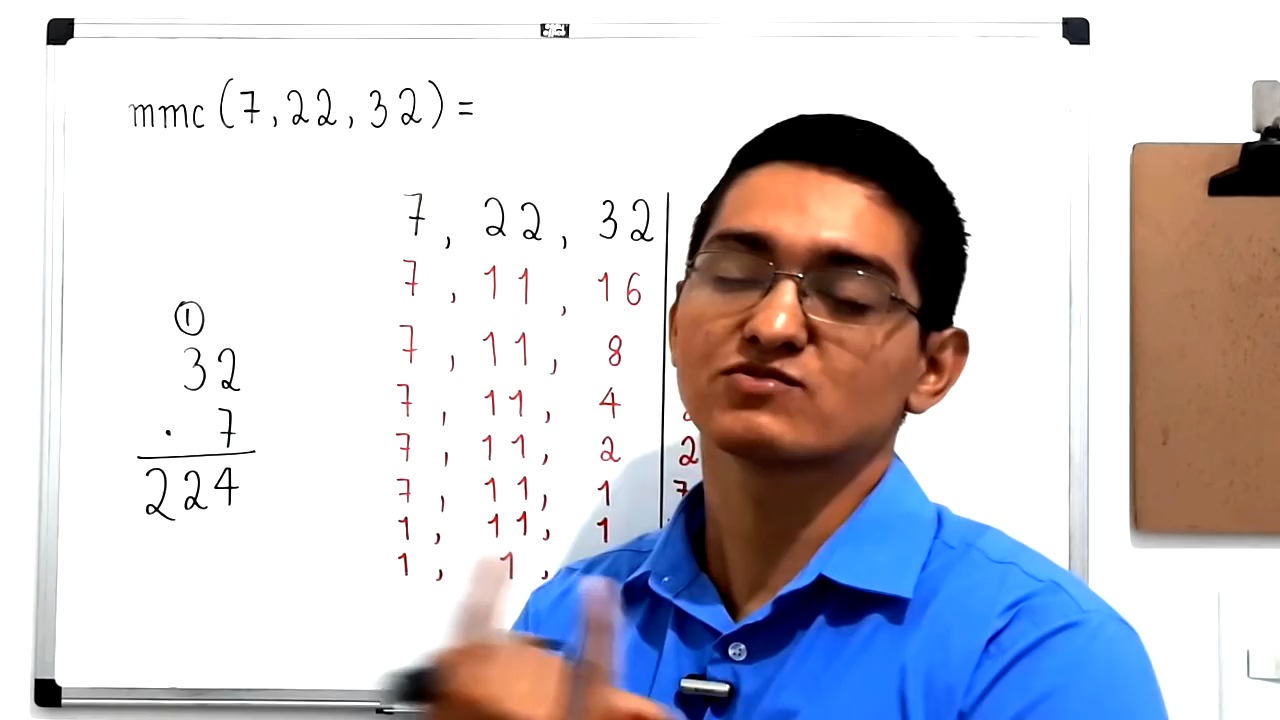 mmc (7, 22, 32) =
7, 22, 32
7, 11, 16
7, 11, 8
7, 11, 4
7, 11, 2 2
7, 11, 1 7
1, 11, 1
1, 1,
①
32
. 7
224